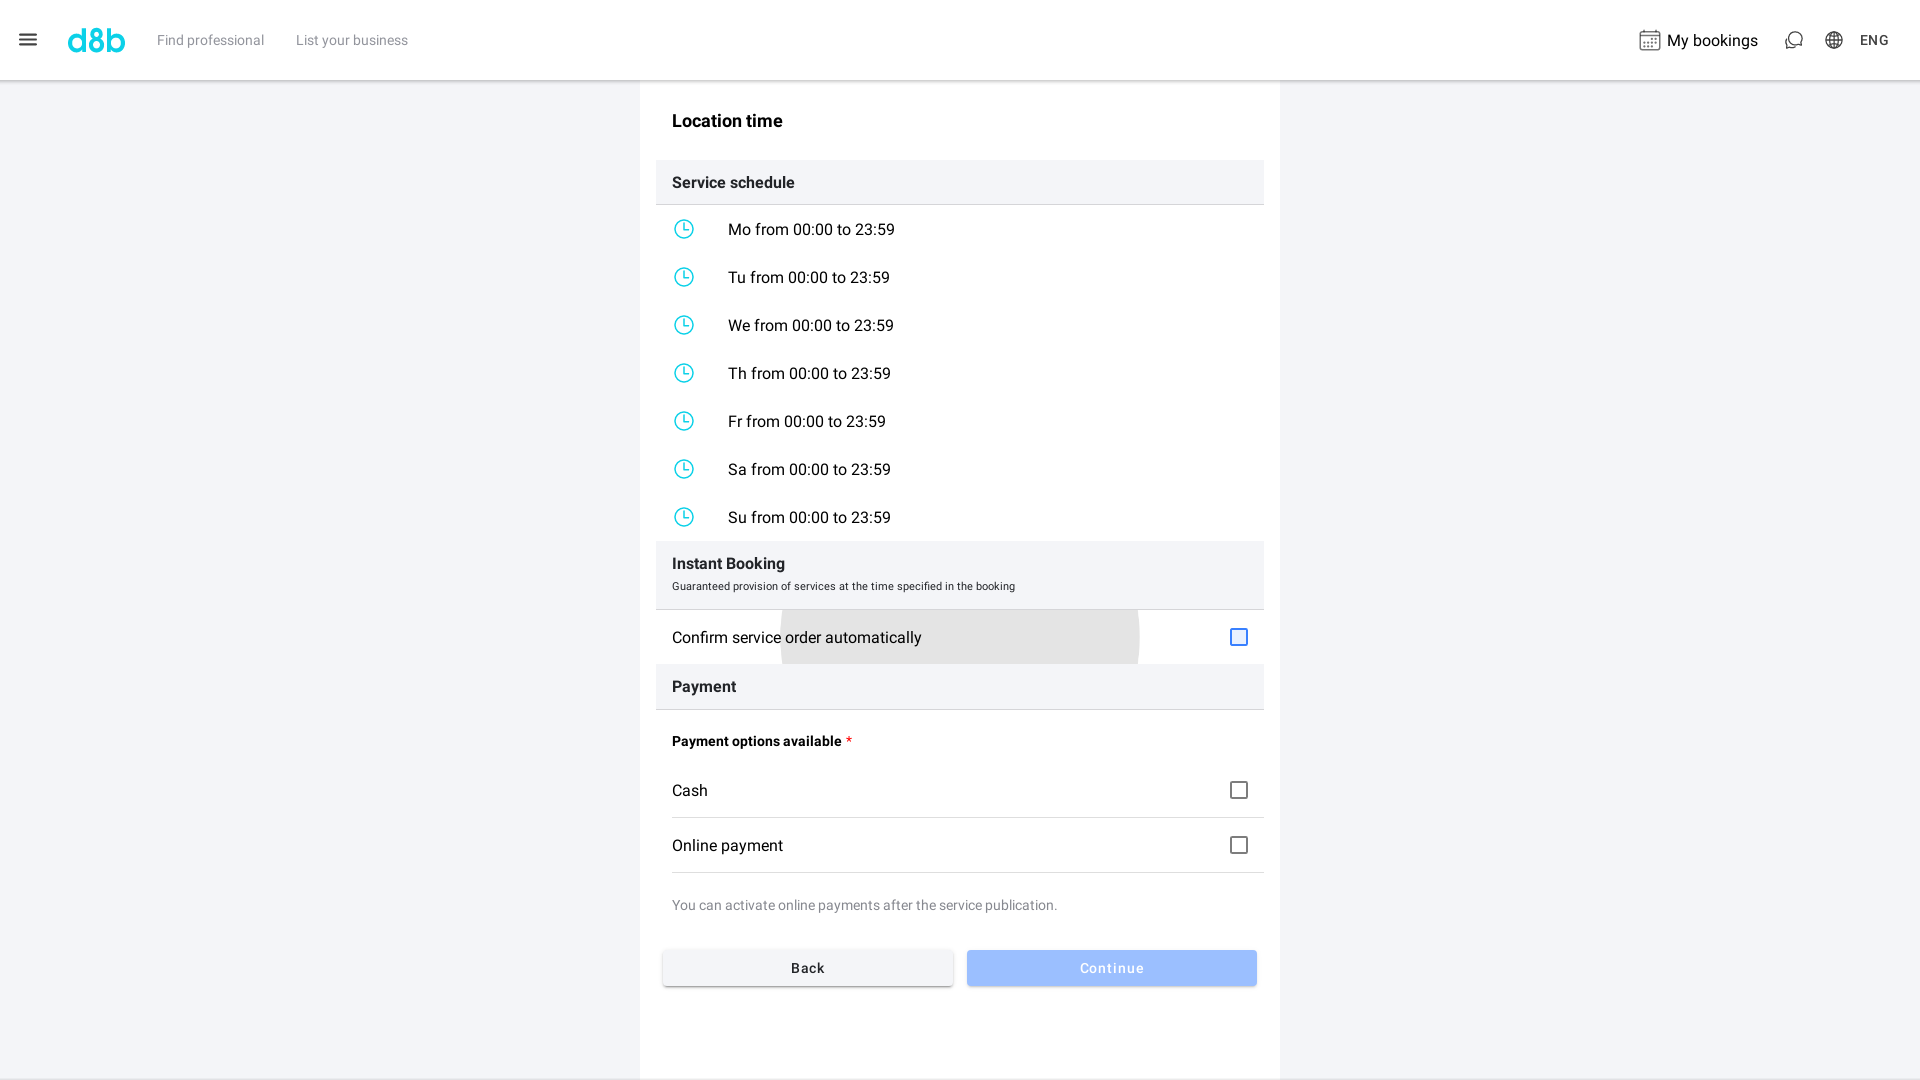 d8b
Find professional
List your business
My bookings
ENG
Location time
Service schedule
Mo from 00:00 to 23:59
Tu from 00:00 to 23:59
We from 00:00 to 23:59
Th from 00:00 to 23:59
Fr from 00:00 to 23:59
Sa from 00:00 to 23:59
Su from 00:00 to 23:59
Instant Booking
Guaranteed provision of services at the time specified in the booking
Confirm service order automatically
Payment
Payment options available *
Cash
Online payment
You can activate online payments after the service publication.
Back
Continue